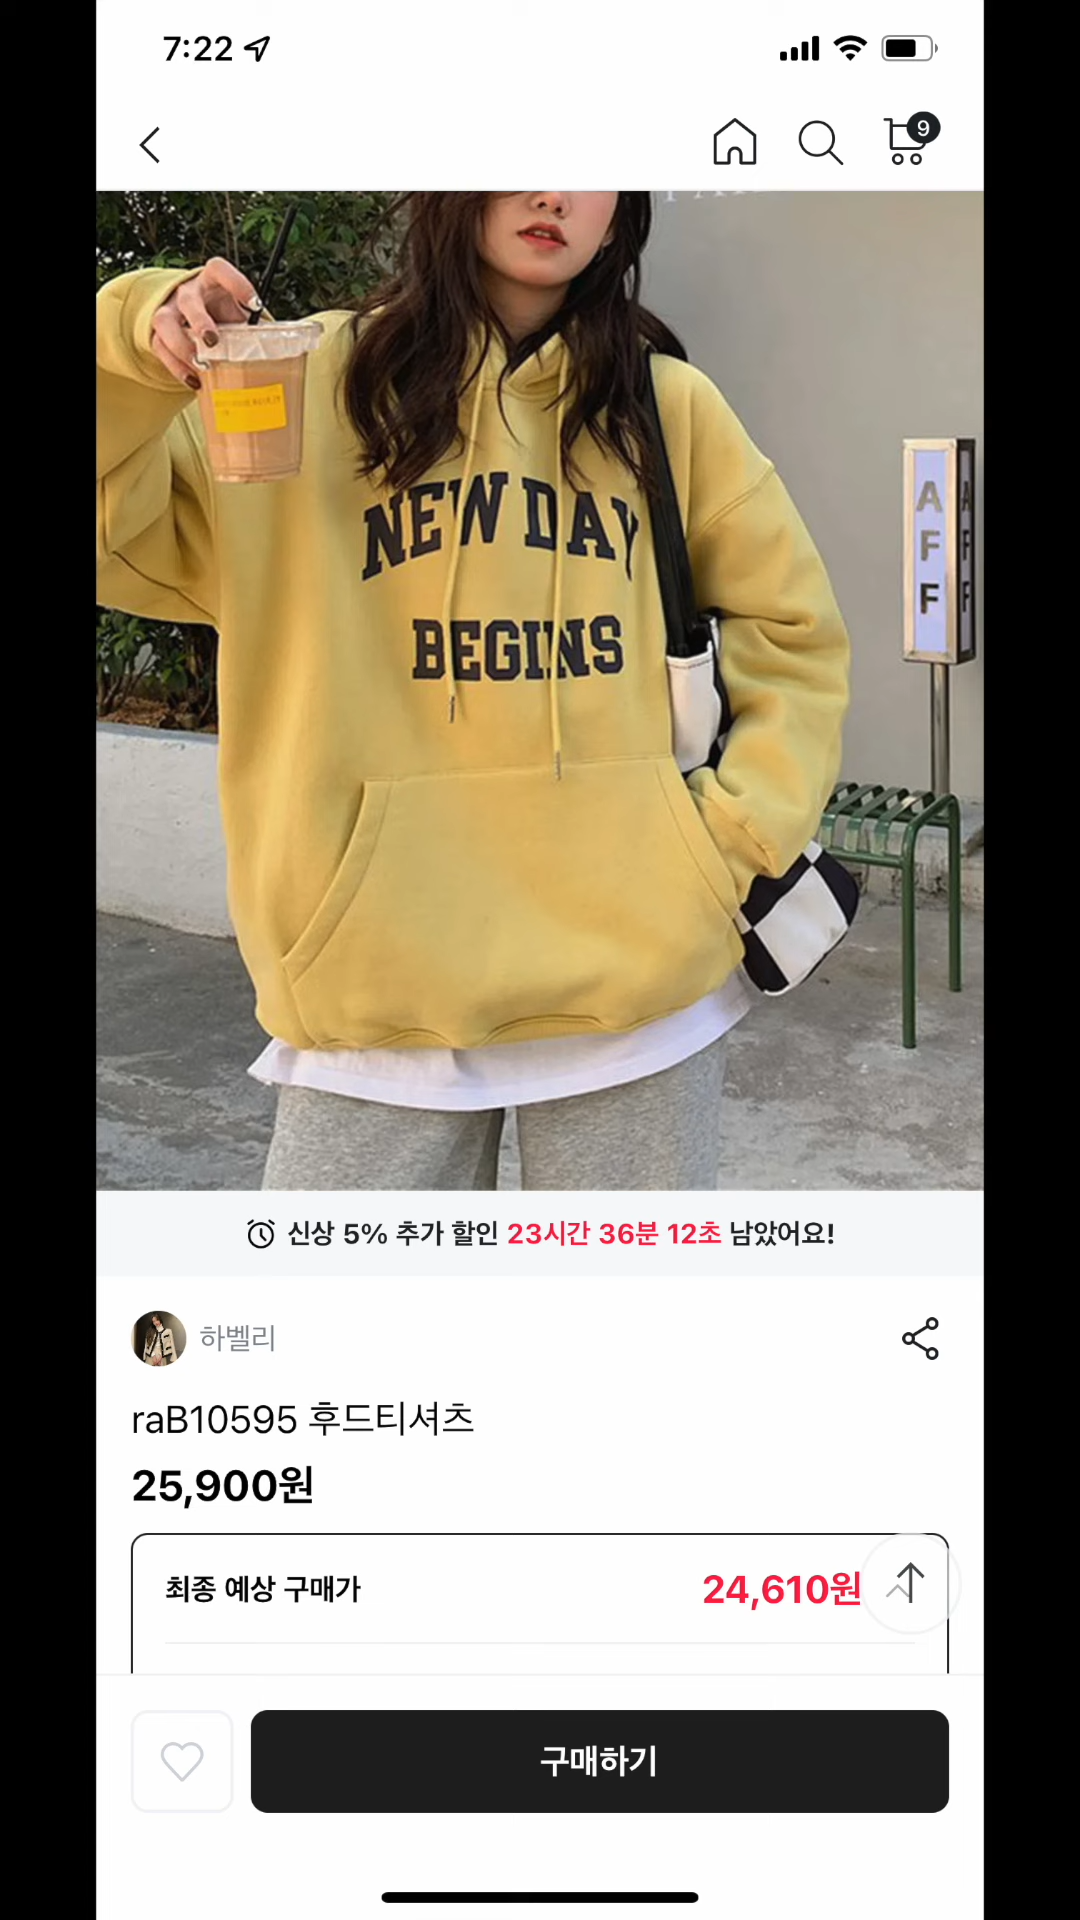 7:22
9
NEW DAY
BEGINS
AFF
AFF
신상 5% 추가 할인 23시간 36분 12초 남았어요!
하벨리
raB10595 후드티셔츠
25,900원
최종 예상 구매가 24,610원
구매하기